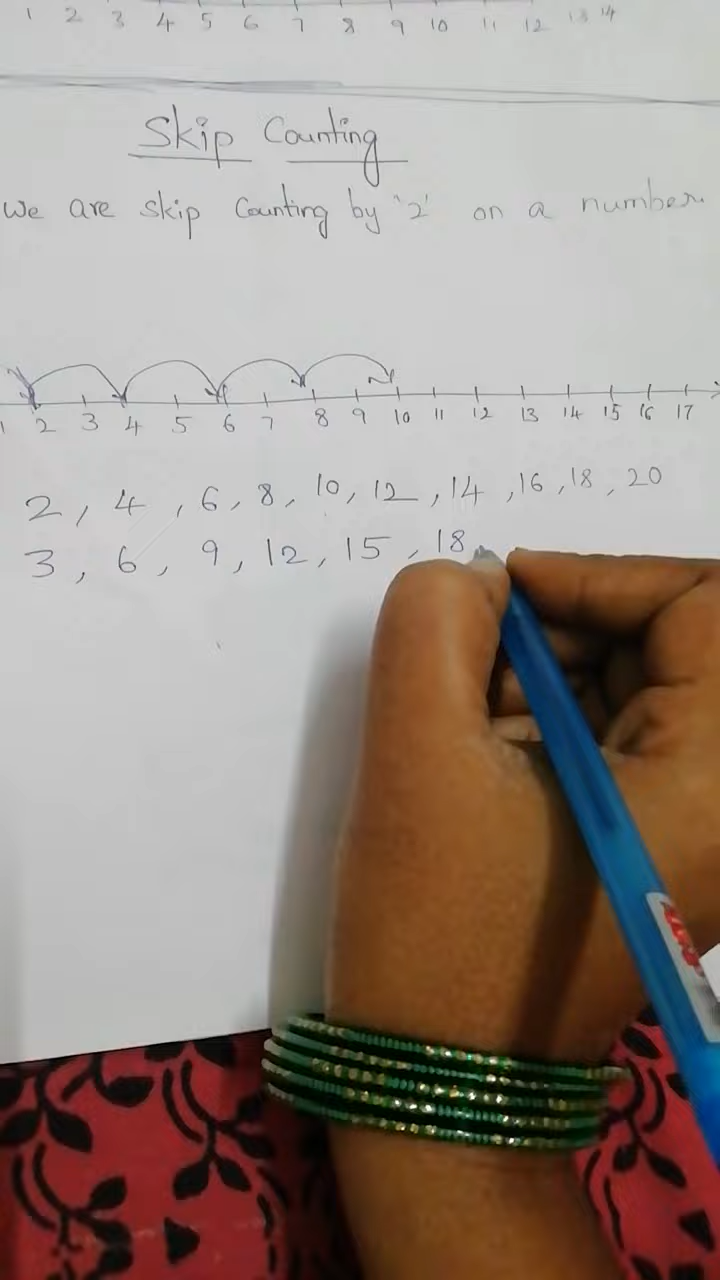 1 2 3 4 5 6 7 8 9 10 11 12 13 14
Skip Counting
We are skip counting by '2' on a number
1 2 3 4 5 6 7 8 9 10 11 12 13 14 15 16 17
2, 4, 6, 8, 10, 12, 14, 16, 18, 20
3, 6, 9, 12, 15, 18,